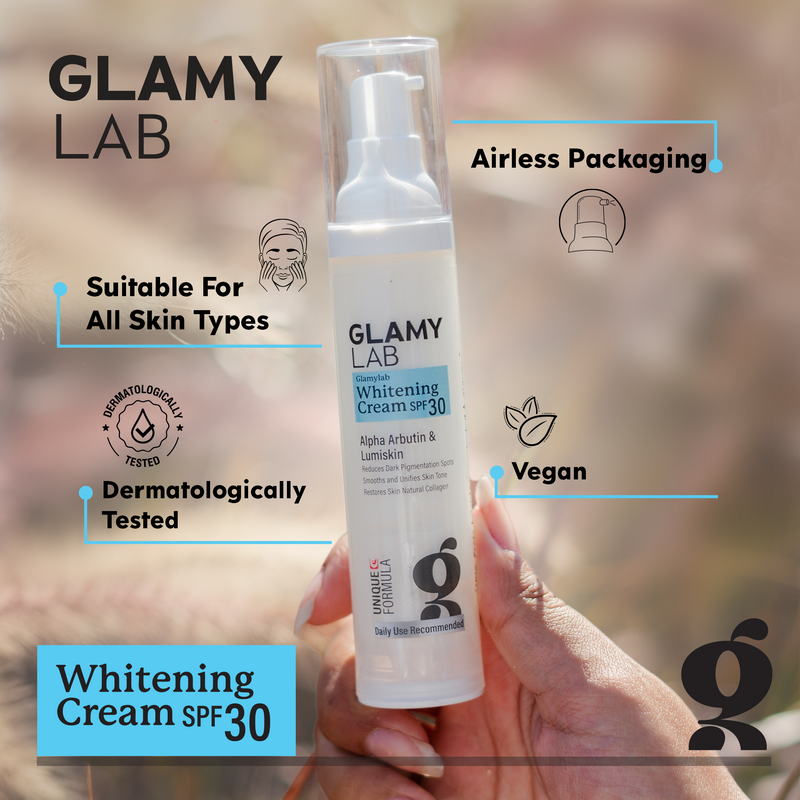 GLAMY
LAB
Airless Packaging
Suitable For
All Skin Types
GLAMY
LAB
Glamylab
Whitening
Cream SPF30
Alpha Arbutin &
Lumiskin
Reduces Dark Pigmentation Spots
Smooths and Unifies Skin Tone
Restores Skin Natural Collagen
DERMATOLOGICALLY
TESTED
Dermatologically
Tested
Vegan
UNIQUE
FORMULA
g
Daily Use Recommended
Whitening
Cream SPF30
g